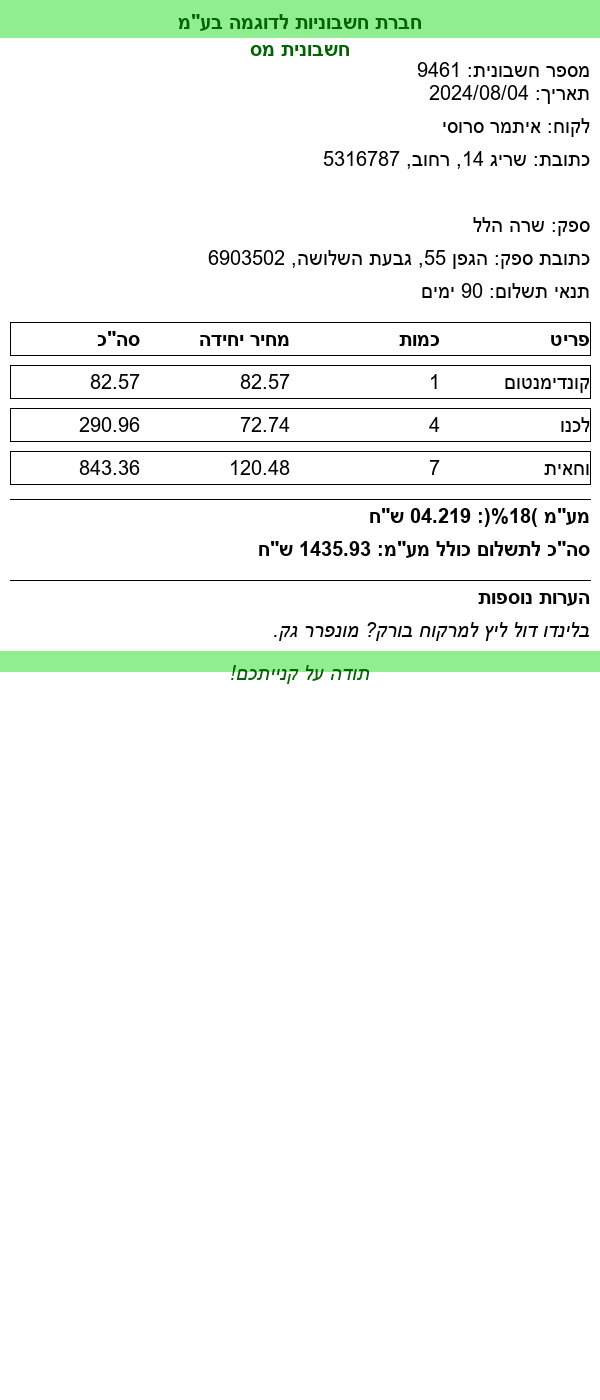 חברת חשבוניות לדוגמה בע"מ
חשבונית מס
מספר חשבונית: 9461
תאריך: 2024/08/04
לקוח: איתמר סרוסי
כתובת: שריג 14, רחוב, 5316787
ספק: שרה הלל
כתובת ספק: הגפן 55, גבעת השלושה, 6903502
תנאי תשלום: 90 ימים
פריט כמות מחיר יחידה סה"כ
קונדימנטום 1 82.57 82.57
לכנו 4 72.74 290.96
וחאית 7 120.48 843.36
מע"מ )18%(: 04.219 ש"ח
סה"כ לתשלום כולל מע"מ: 1435.93 ש"ח
הערות נוספות
בלינדו דול ליץ למרקוח בורק? מונפרר גק.
תודה על קנייתכם!